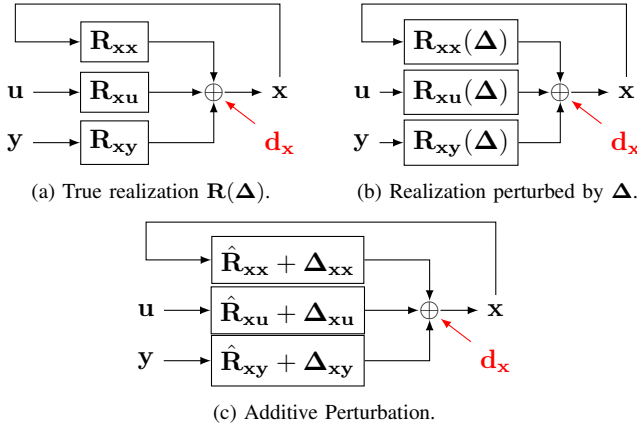 R_xx
u R_xu ⊕ x
y R_xy d_x
(a) True realization R(Δ).
R_xx(Δ)
u R_xu(Δ) ⊕ x
y R_xy(Δ) d_x
(b) Realization perturbed by Δ.
R̂_xx + Δ_xx
u R̂_xu + Δ_xu ⊕ x
y R̂_xy + Δ_xy d_x
(c) Additive Perturbation.